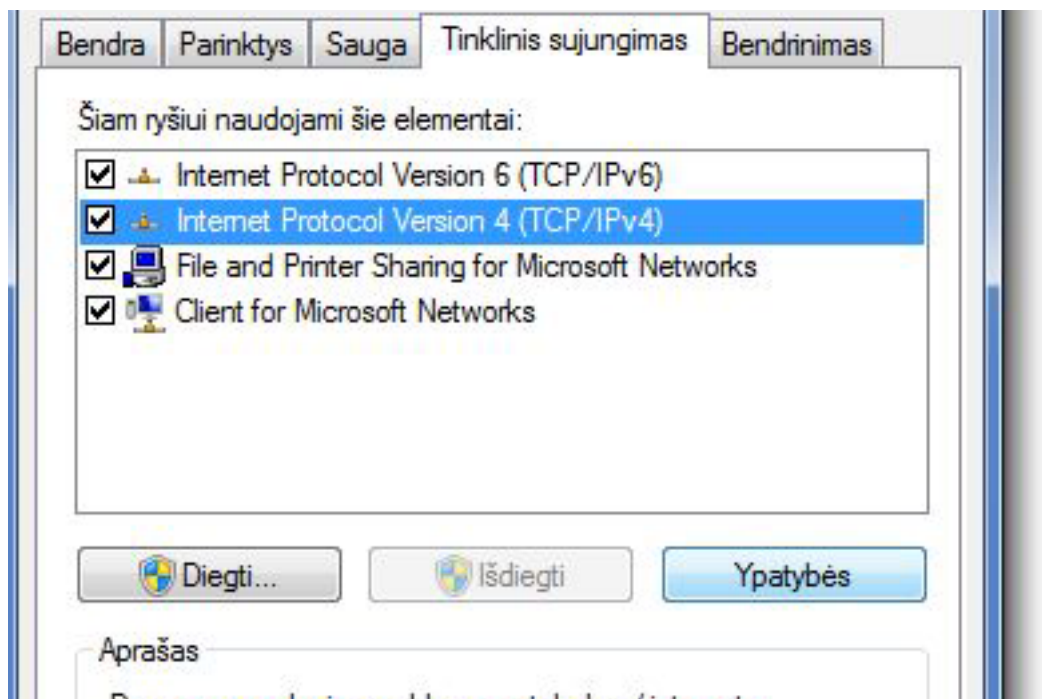 Bendra Parinktys Sauga Tinklinis sujungimas Bendrinimas
Šiam ryšiui naudojami šie elementai:
Internet Protocol Version 6 (TCP/IPv6)
Internet Protocol Version 4 (TCP/IPv4)
File and Printer Sharing for Microsoft Networks
Client for Microsoft Networks
Diegti... Išdiegti Ypatybės
Aprašas